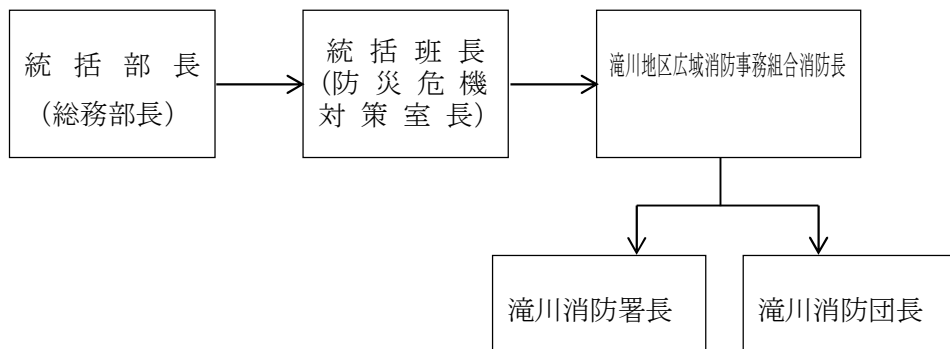 統括部長
(総務部長)
統括班長
(防災危機
対策室長)
滝川地区広域消防事務組合消防長
滝川消防署長
滝川消防団長